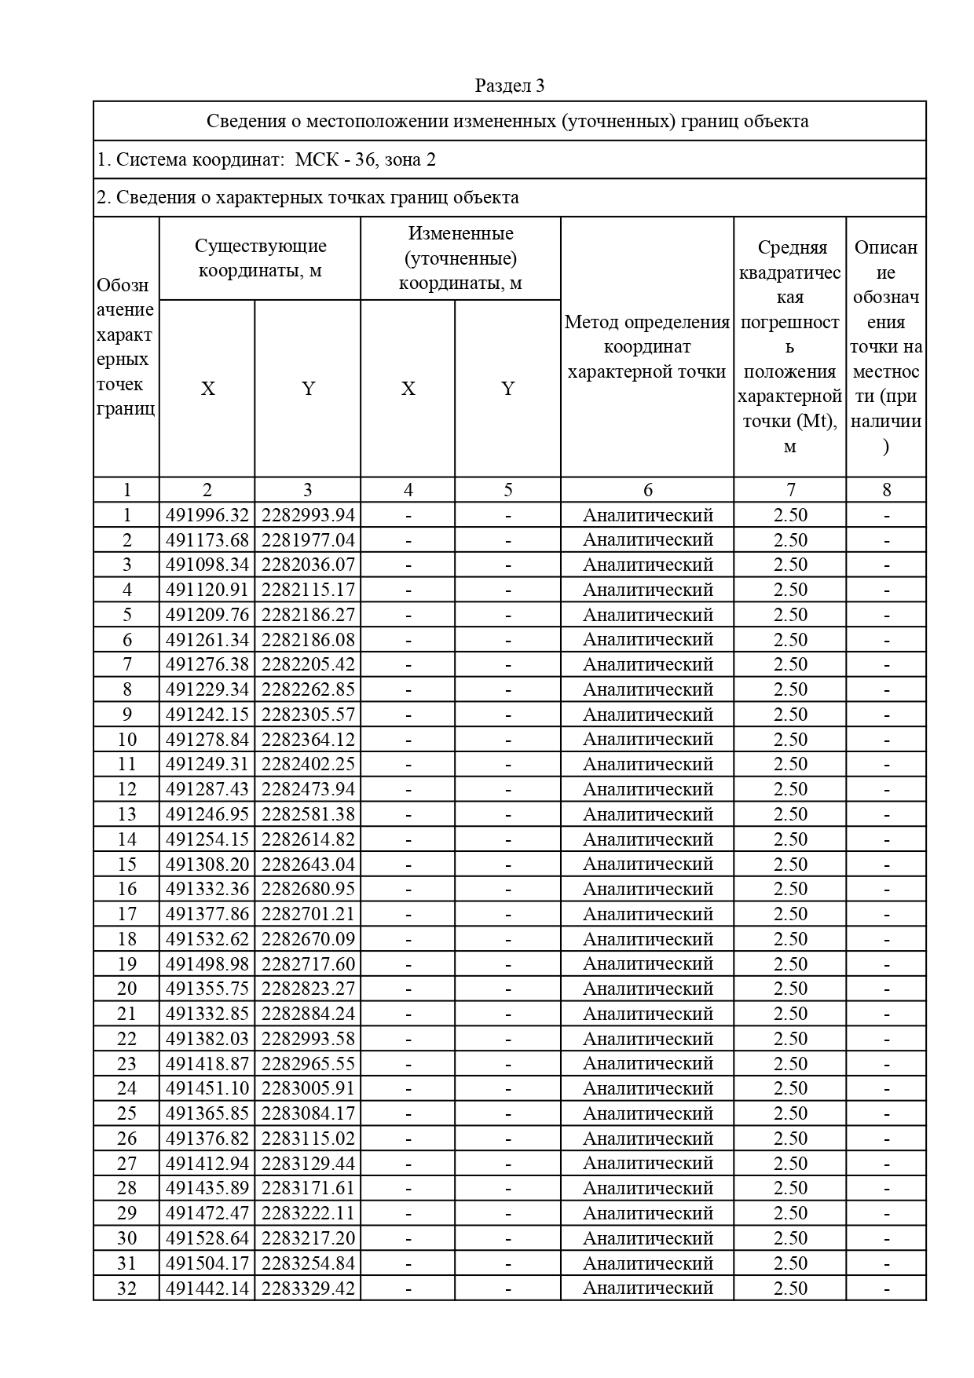 Раздел 3
Сведения о местоположении измененных (уточненных) границ объекта
1. Система координат: МСК - 36, зона 2
2. Сведения о характерных точках границ объекта
Обозн
ачение
характ
ерных
точек
границ
Существующие
координаты, м
Измененные
(уточненные)
координаты, м
Метод определения
координат
характерной точки
Средняя
квадратичес
кая
погрешност
ь
положения
характерной
точки (Mt),
м
Описан
ие
обознач
ения
точки на
местнос
ти (при
наличии
)
X Y X Y
1 2 3 4 5 6 7 8
1 491996.32 2282993.94 - - Аналитический 2.50 -
2 491173.68 2281977.04 - - Аналитический 2.50 -
3 491098.34 2282036.07 - - Аналитический 2.50 -
4 491120.91 2282115.17 - - Аналитический 2.50 -
5 491209.76 2282186.27 - - Аналитический 2.50 -
6 491261.34 2282186.08 - - Аналитический 2.50 -
7 491276.38 2282205.42 - - Аналитический 2.50 -
8 491229.34 2282262.85 - - Аналитический 2.50 -
9 491242.15 2282305.57 - - Аналитический 2.50 -
10 491278.84 2282364.12 - - Аналитический 2.50 -
11 491249.31 2282402.25 - - Аналитический 2.50 -
12 491287.43 2282473.94 - - Аналитический 2.50 -
13 491246.95 2282581.38 - - Аналитический 2.50 -
14 491254.15 2282614.82 - - Аналитический 2.50 -
15 491308.20 2282643.04 - - Аналитический 2.50 -
16 491332.36 2282680.95 - - Аналитический 2.50 -
17 491377.86 2282701.21 - - Аналитический 2.50 -
18 491532.62 2282670.09 - - Аналитический 2.50 -
19 491498.98 2282717.60 - - Аналитический 2.50 -
20 491355.75 2282823.27 - - Аналитический 2.50 -
21 491332.85 2282884.24 - - Аналитический 2.50 -
22 491382.03 2282993.58 - - Аналитический 2.50 -
23 491418.87 2282965.55 - - Аналитический 2.50 -
24 491451.10 2283005.91 - - Аналитический 2.50 -
25 491365.85 2283084.17 - - Аналитический 2.50 -
26 491376.82 2283115.02 - - Аналитический 2.50 -
27 491412.94 2283129.44 - - Аналитический 2.50 -
28 491435.89 2283171.61 - - Аналитический 2.50 -
29 491472.47 2283222.11 - - Аналитический 2.50 -
30 491528.64 2283217.20 - - Аналитический 2.50 -
31 491504.17 2283254.84 - - Аналитический 2.50 -
32 491442.14 2283329.42 - - Аналитический 2.50 -